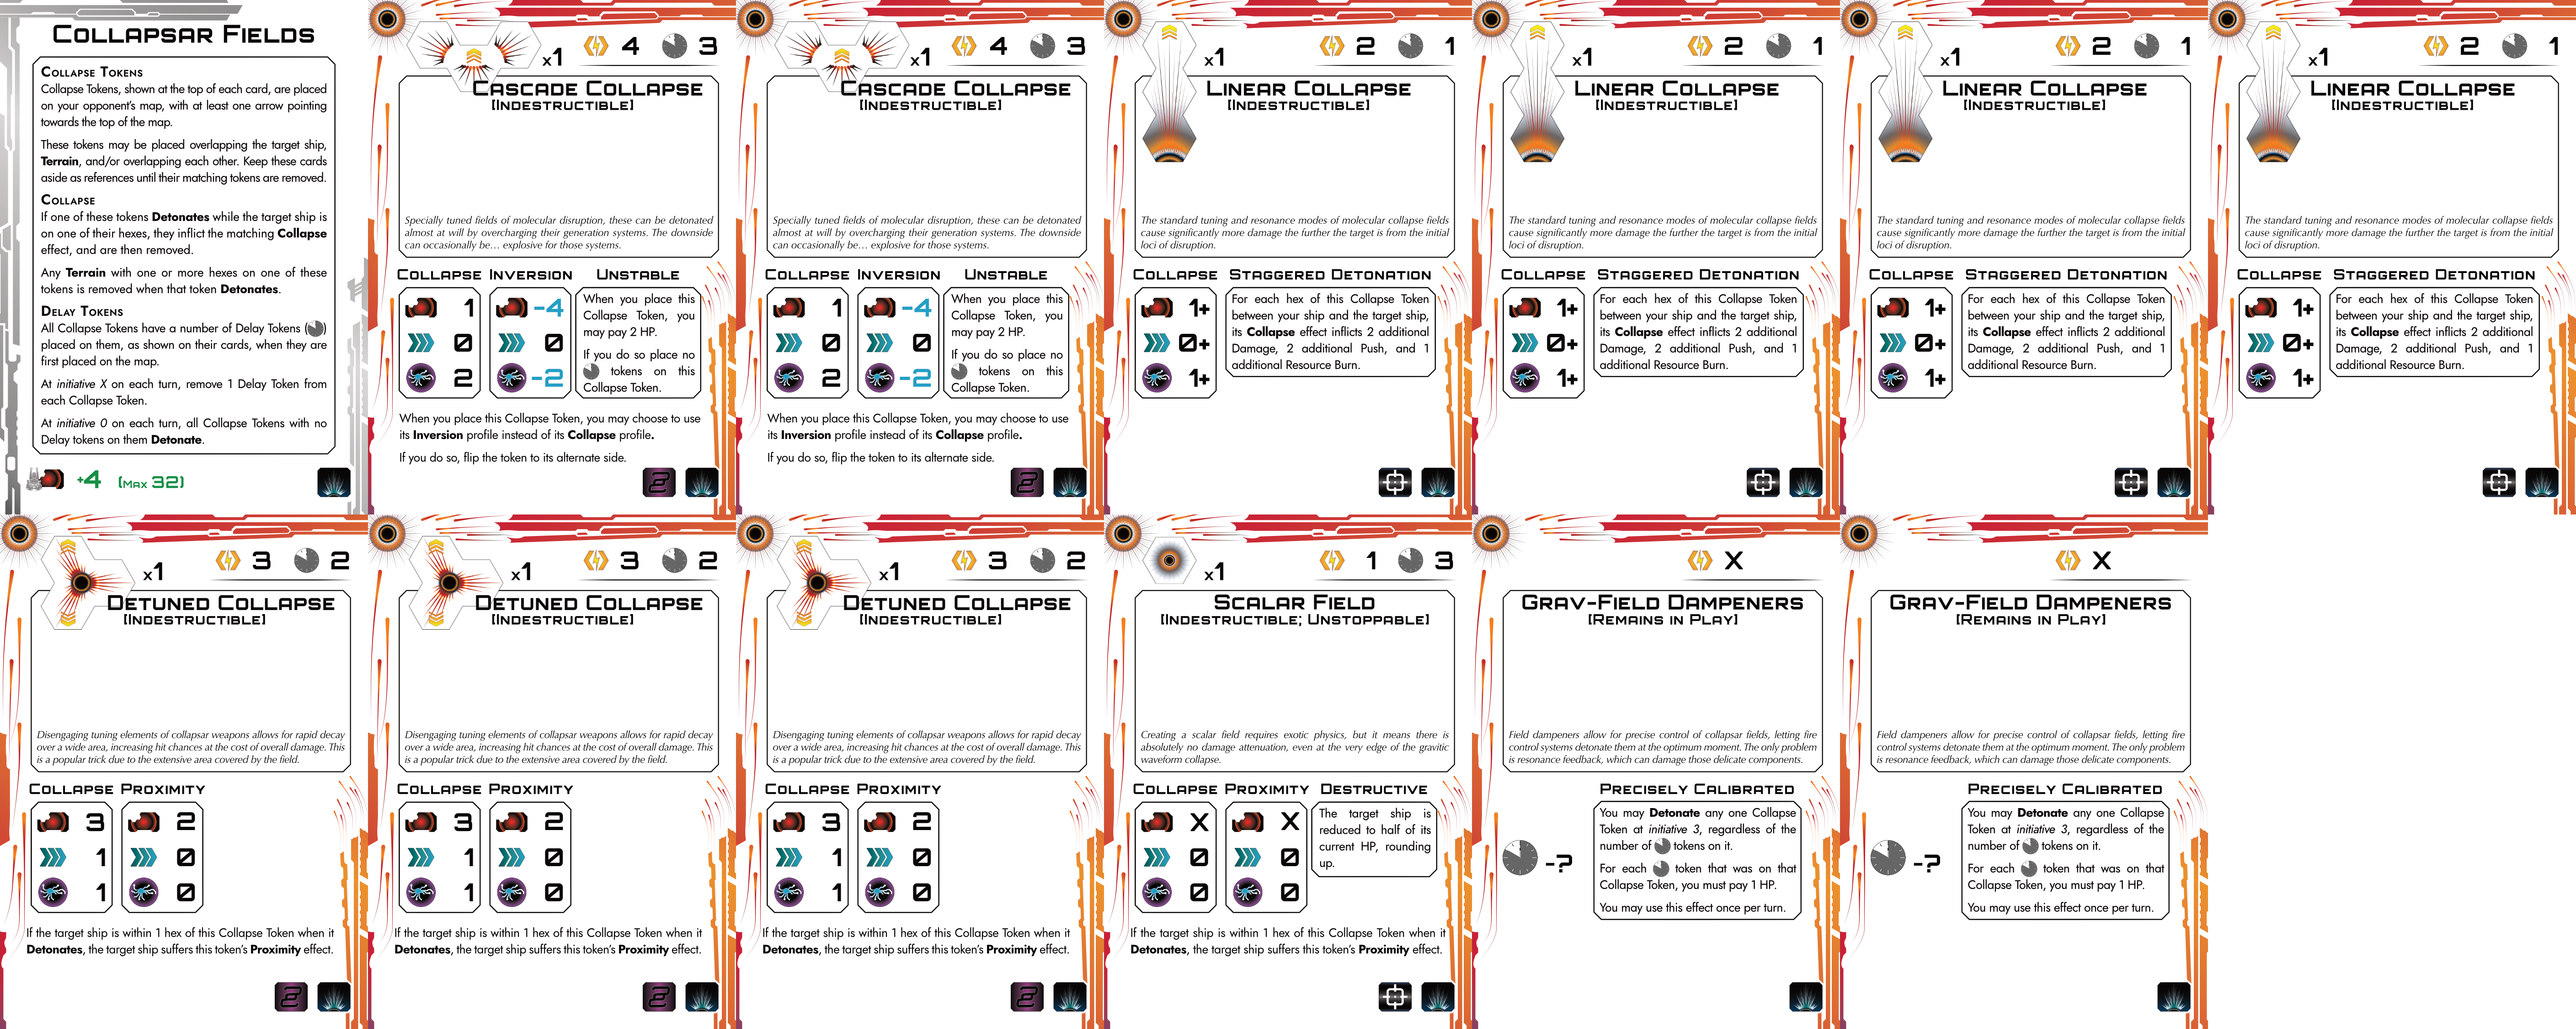 Collapsar Fields
Collapse Tokens
Collapse Tokens, shown at the top of each card, are placed
on your opponent's map, with at least one arrow pointing
towards the top of the map.
These tokens may be placed overlapping the target ship,
Terrain, and/or overlapping each other. Keep these cards
aside as references until their matching tokens are removed.
Collapse
If one of these tokens Detonates while the target ship is
on one of their hexes, they inflict the matching Collapse
effect, and are then removed.
Any Terrain with one or more hexes on one of these
tokens is removed when that token Detonates.
Delay Tokens
All Collapse Tokens have a number of Delay Tokens ( )
placed on them, as shown on their cards, when they are
first placed on the map.
At initiative X on each turn, remove 1 Delay Token from
each Collapse Token.
At initiative 0 on each turn, all Collapse Tokens with no
Delay tokens on them Detonate.
+4 (Max 32)
x1 4 3
Cascade Collapse
[Indestructible]
Specially tuned fields of molecular disruption, these can be detonated
almost at will by overcharging their generation systems. The downside
can occasionally be… explosive for those systems.
Collapse Inversion Unstable
1 -4
0 0
2 -2
When you place this
Collapse Token, you
may pay 2 HP.
If you do so place no
tokens on this
Collapse Token.
When you place this Collapse Token, you may choose to use
its Inversion profile instead of its Collapse profile.
If you do so, flip the token to its alternate side.
2
x1 4 3
Cascade Collapse
[Indestructible]
Specially tuned fields of molecular disruption, these can be detonated
almost at will by overcharging their generation systems. The downside
can occasionally be… explosive for those systems.
Collapse Inversion Unstable
1 -4
0 0
2 -2
When you place this
Collapse Token, you
may pay 2 HP.
If you do so place no
tokens on this
Collapse Token.
When you place this Collapse Token, you may choose to use
its Inversion profile instead of its Collapse profile.
If you do so, flip the token to its alternate side.
2
x1 2 1
Linear Collapse
[Indestructible]
The standard tuning and resonance modes of molecular collapse fields
cause significantly more damage the further the target is from the initial
loci of disruption.
Collapse Staggered Detonation
1+
0+
1+
For each hex of this Collapse Token
between your ship and the target ship,
its Collapse effect inflicts 2 additional
Damage, 2 additional Push, and 1
additional Resource Burn.
x1 2 1
Linear Collapse
[Indestructible]
The standard tuning and resonance modes of molecular collapse fields
cause significantly more damage the further the target is from the initial
loci of disruption.
Collapse Staggered Detonation
1+
0+
1+
For each hex of this Collapse Token
between your ship and the target ship,
its Collapse effect inflicts 2 additional
Damage, 2 additional Push, and 1
additional Resource Burn.
x1 2 1
Linear Collapse
[Indestructible]
The standard tuning and resonance modes of molecular collapse fields
cause significantly more damage the further the target is from the initial
loci of disruption.
Collapse Staggered Detonation
1+
0+
1+
For each hex of this Collapse Token
between your ship and the target ship,
its Collapse effect inflicts 2 additional
Damage, 2 additional Push, and 1
additional Resource Burn.
x1 2 1
Linear Collapse
[Indestructible]
The standard tuning and resonance modes of molecular collapse fields
cause significantly more damage the further the target is from the initial
loci of disruption.
Collapse Staggered Detonation
1+
0+
1+
For each hex of this Collapse Token
between your ship and the target ship,
its Collapse effect inflicts 2 additional
Damage, 2 additional Push, and 1
additional Resource Burn.
x1 3 2
Detuned Collapse
[Indestructible]
Disengaging tuning elements of collapsar weapons allows for rapid decay
over a wide area, increasing hit chances at the cost of overall damage. This
is a popular trick due to the extensive area covered by the field.
Collapse Proximity
3 2
1 0
1 0
If the target ship is within 1 hex of this Collapse Token when it
Detonates, the target ship suffers this token's Proximity effect.
2
x1 3 2
Detuned Collapse
[Indestructible]
Disengaging tuning elements of collapsar weapons allows for rapid decay
over a wide area, increasing hit chances at the cost of overall damage. This
is a popular trick due to the extensive area covered by the field.
Collapse Proximity
3 2
1 0
1 0
If the target ship is within 1 hex of this Collapse Token when it
Detonates, the target ship suffers this token's Proximity effect.
2
x1 3 2
Detuned Collapse
[Indestructible]
Disengaging tuning elements of collapsar weapons allows for rapid decay
over a wide area, increasing hit chances at the cost of overall damage. This
is a popular trick due to the extensive area covered by the field.
Collapse Proximity
3 2
1 0
1 0
If the target ship is within 1 hex of this Collapse Token when it
Detonates, the target ship suffers this token's Proximity effect.
2
x1 1 3
Scalar Field
[Indestructible; Unstoppable]
Creating a scalar field requires exotic physics, but it means there is
absolutely no damage attenuation, even at the very edge of the gravitic
waveform collapse.
Collapse Proximity Destructive
X X
0 0
0 0
The target ship is
reduced to half of its
current HP, rounding
up.
If the target ship is within 1 hex of this Collapse Token when it
Detonates, the target ship suffers this token's Proximity effect.
X
Grav-Field Dampeners
[Remains in Play]
Field dampeners allow for precise control of collapsar fields, letting fire
control systems detonate them at the optimum moment. The only problem
is resonance feedback, which can damage those delicate components.
Precisely Calibrated
-?
You may Detonate any one Collapse
Token at initiative 3, regardless of the
number of tokens on it.
For each token that was on that
Collapse Token, you must pay 1 HP.
You may use this effect once per turn.
X
Grav-Field Dampeners
[Remains in Play]
Field dampeners allow for precise control of collapsar fields, letting fire
control systems detonate them at the optimum moment. The only problem
is resonance feedback, which can damage those delicate components.
Precisely Calibrated
-?
You may Detonate any one Collapse
Token at initiative 3, regardless of the
number of tokens on it.
For each token that was on that
Collapse Token, you must pay 1 HP.
You may use this effect once per turn.